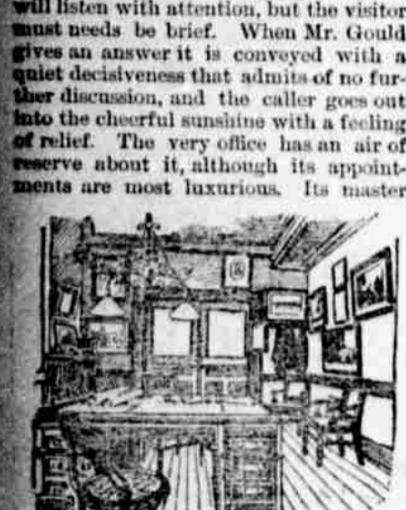 will listen with attention, but the visitor
must needs be brief. When Mr. Gould
gives an answer it is conveyed with a
quiet decisiveness that admits of no fur-
ther discussion, and the caller goes out
into the cheerful sunshine with a feeling
of relief. The very office has an air of
reserve about it, although its appoint-
ments are most luxurious. Its master